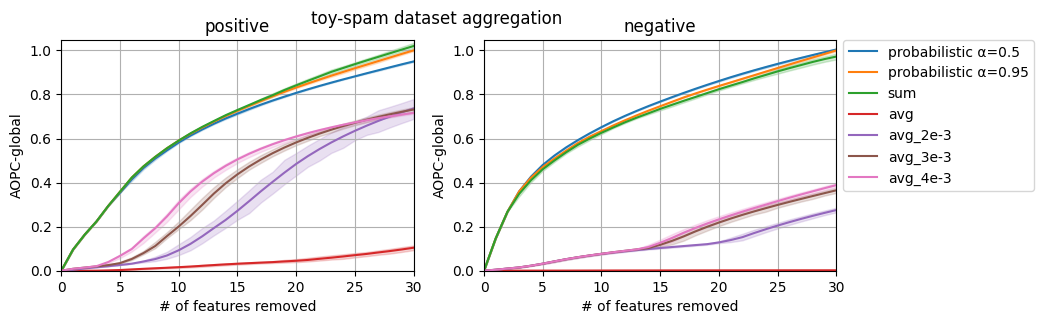 toy-spam dataset aggregation
positive
negative
AOPC-global
1.0
0.8
0.6
0.4
0.2
0.0
0 5 10 15 20 25 30
# of features removed
AOPC-global
1.0
0.8
0.6
0.4
0.2
0.0
0 5 10 15 20 25 30
# of features removed
probabilistic α=0.5
probabilistic α=0.95
sum
avg
avg_2e-3
avg_3e-3
avg_4e-3